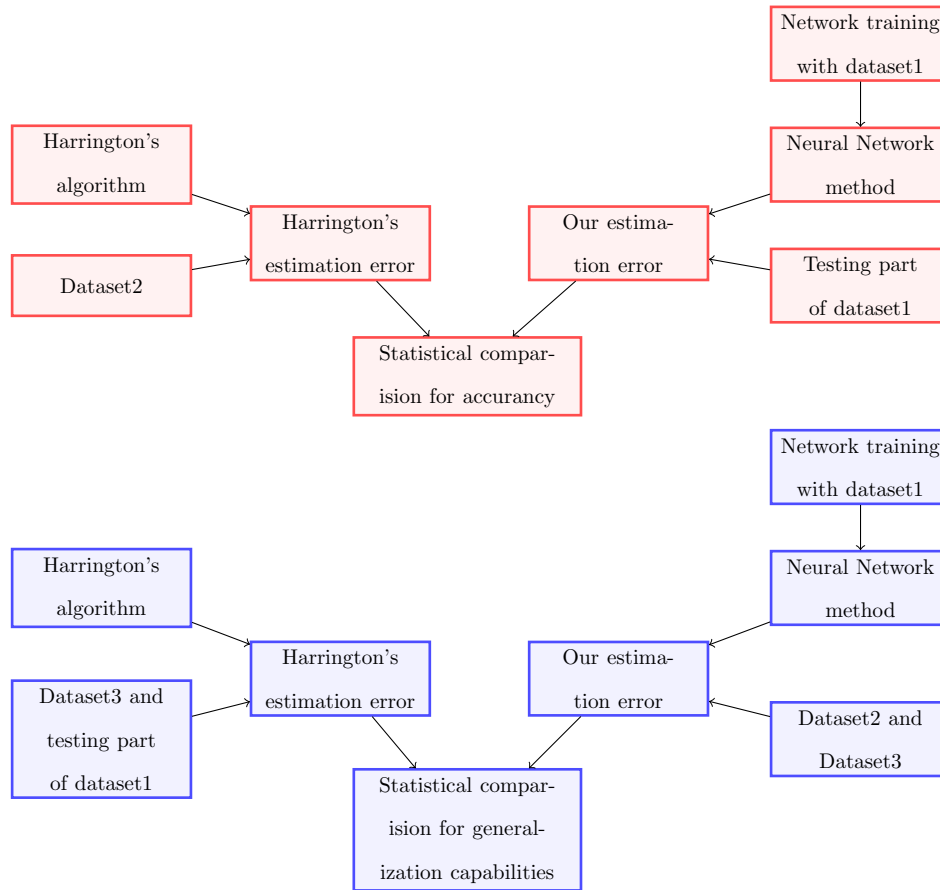 Network training
with dataset1
Harrington's
algorithm
Neural Network
method
Harrington's
estimation error
Our estima-
tion error
Dataset2
Testing part
of dataset1
Statistical compar-
ision for accurancy
Network training
with dataset1
Harrington's
algorithm
Neural Network
method
Harrington's
estimation error
Our estima-
tion error
Dataset3 and
testing part
of dataset1
Dataset2 and
Dataset3
Statistical compar-
ision for general-
ization capabilities